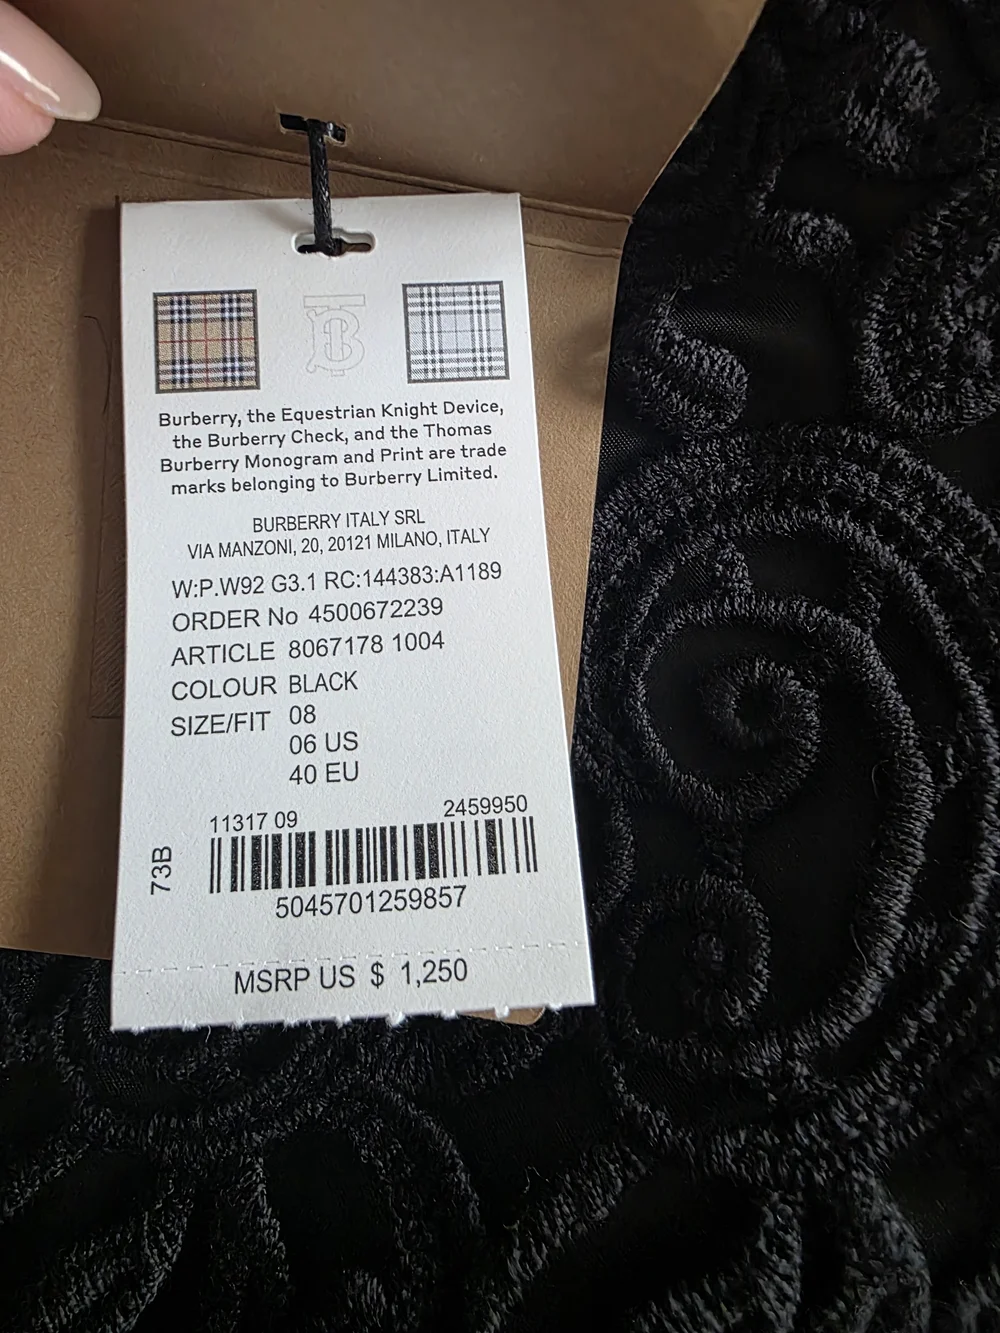 Burberry, the Equestrian Knight Device,
the Burberry Check, and the Thomas
Burberry Monogram and Print are trade
marks belonging to Burberry Limited.
BURBERRY ITALY SRL
VIA MANZONI, 20, 20121 MILANO, ITALY
W:P.W92 G3.1 RC:144383:A1189
ORDER No 4500672239
ARTICLE 8067178 1004
COLOUR BLACK
SIZE/FIT 08
06 US
40 EU
11317 09 2459950
73B
5045701259857
MSRP US $ 1,250